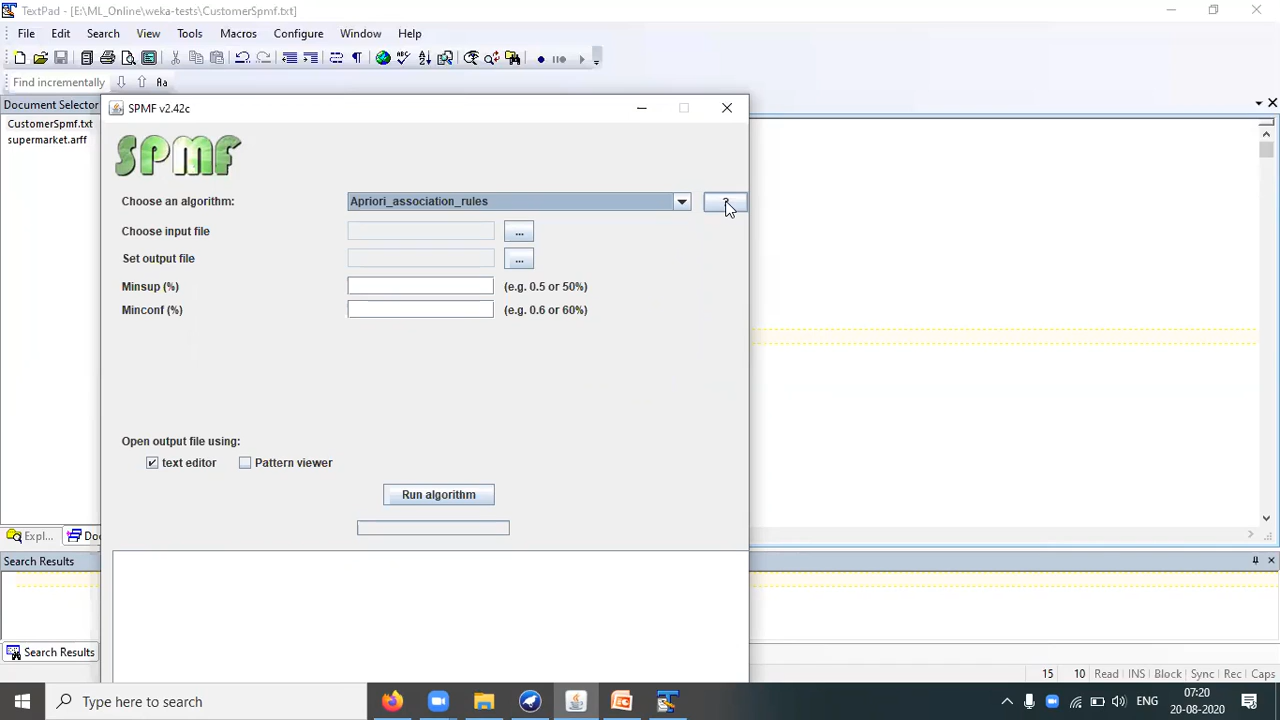 TextPad - [E:\ML_Online\weka-tests\CustomerSpmf.txt]
File Edit Search View Tools Macros Configure Window Help
Find incrementally Aa
Document Selector
CustomerSpmf.txt
supermarket.arff
SPMF v2.42c
SPMF
Choose an algorithm: Apriori_association_rules ?
Choose input file ...
Set output file ...
Minsup (%) (e.g. 0.5 or 50%)
Minconf (%) (e.g. 0.6 or 60%)
Open output file using:
text editor Pattern viewer
Run algorithm
Expl... Doc
Search Results
Search Results
15 10 Read INS Block Sync Rec Caps
Type here to search
ENG
07:20
20-08-2020